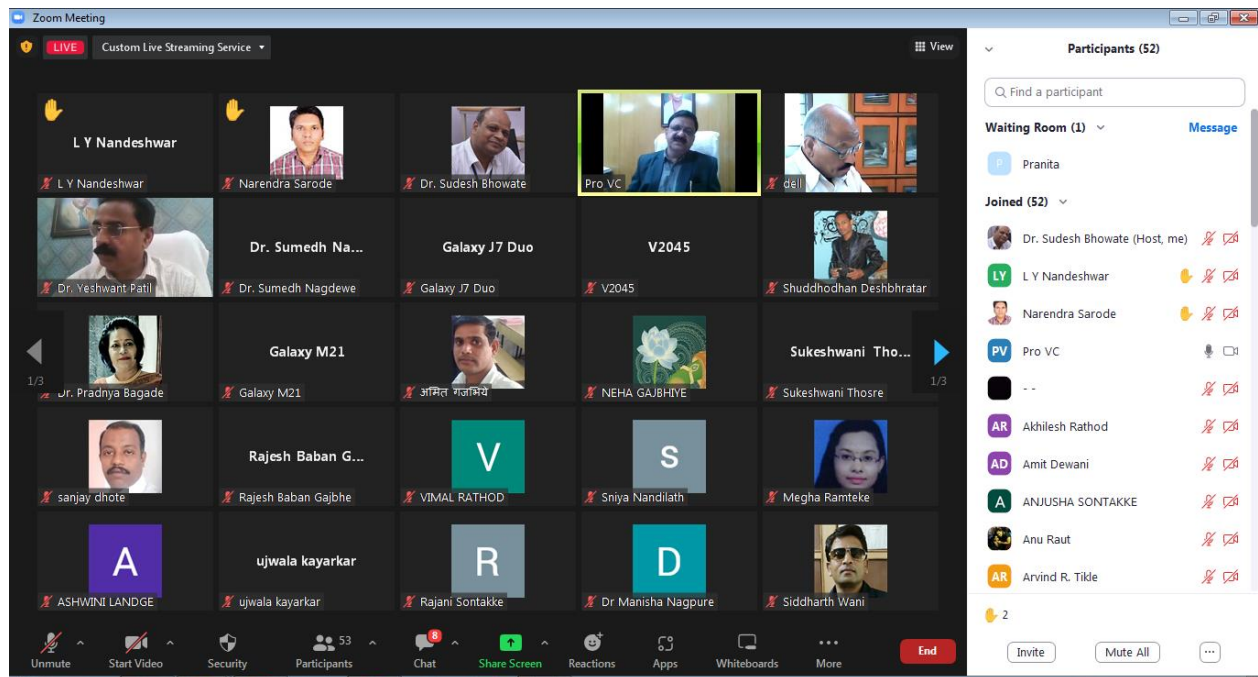 Zoom Meeting
LIVE Custom Live Streaming Service
View
L Y Nandeshwar
L Y Nandeshwar
Narendra Sarode
Dr. Sudesh Bhowate
Pro VC
dell
Dr. Yeshwant Patil
Dr. Sumedh Na...
Dr. Sumedh Nagdewe
Galaxy J7 Duo
Galaxy J7 Duo
V2045
V2045
Shuddhodhan Deshbhratar
1/3
Dr. Pradnya Bagade
Galaxy M21
Galaxy M21
अमित गजभिये
NEHA GAJBHIYE
Sukeshwani Tho...
Sukeshwani Thosre
1/3
sanjay dhote
Rajesh Baban G...
Rajesh Baban Gajbhe
V
VIMAL RATHOD
S
Sniya Nandilath
Megha Ramteke
A
ASHWINI LANDGE
ujwala kayarkar
ujwala kayarkar
R
Rajani Sontakke
D
Dr Manisha Nagpure
Siddharth Wani
Unmute
Start Video
Security
53
Participants
8
Chat
Share Screen
Reactions
Apps
Whiteboards
More
End
Participants (52)
Find a participant
Waiting Room (1) Message
P Pranita
Joined (52)
Dr. Sudesh Bhowate (Host, me)
LY L Y Nandeshwar
Narendra Sarode
PV Pro VC
- -
AR Akhilesh Rathod
AD Amit Dewani
A ANJUSHA SONTAKKE
Anu Raut
AR Arvind R. Tikle
2
Invite Mute All ...